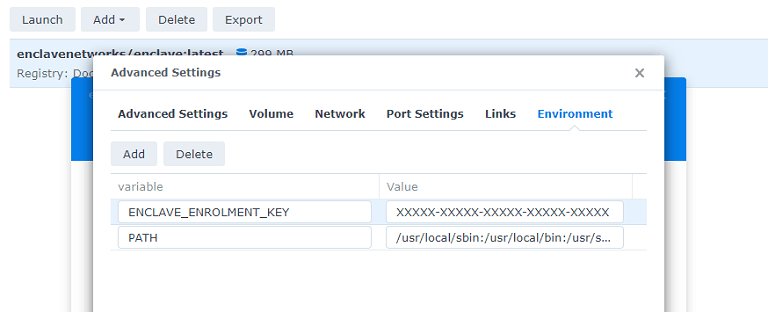 Launch Add Delete Export
enclavenetworks/enclave:latest 299 MB
Registry: Doc
Advanced Settings
Advanced Settings Volume Network Port Settings Links Environment
Add Delete
variable Value
ENCLAVE_ENROLMENT_KEY XXXXX-XXXXX-XXXXX-XXXXX-XXXXX
PATH /usr/local/sbin:/usr/local/bin:/usr/s...